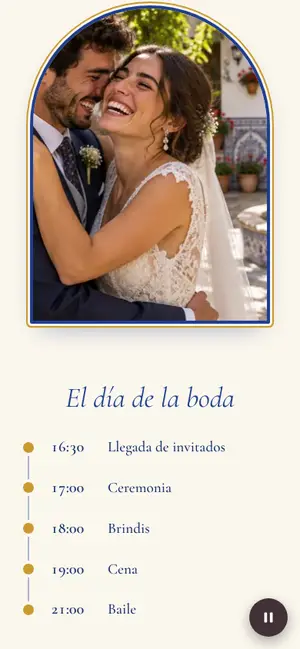 El día de la boda
16:30 Llegada de invitados
17:00 Ceremonia
18:00 Brindis
19:00 Cena
21:00 Baile